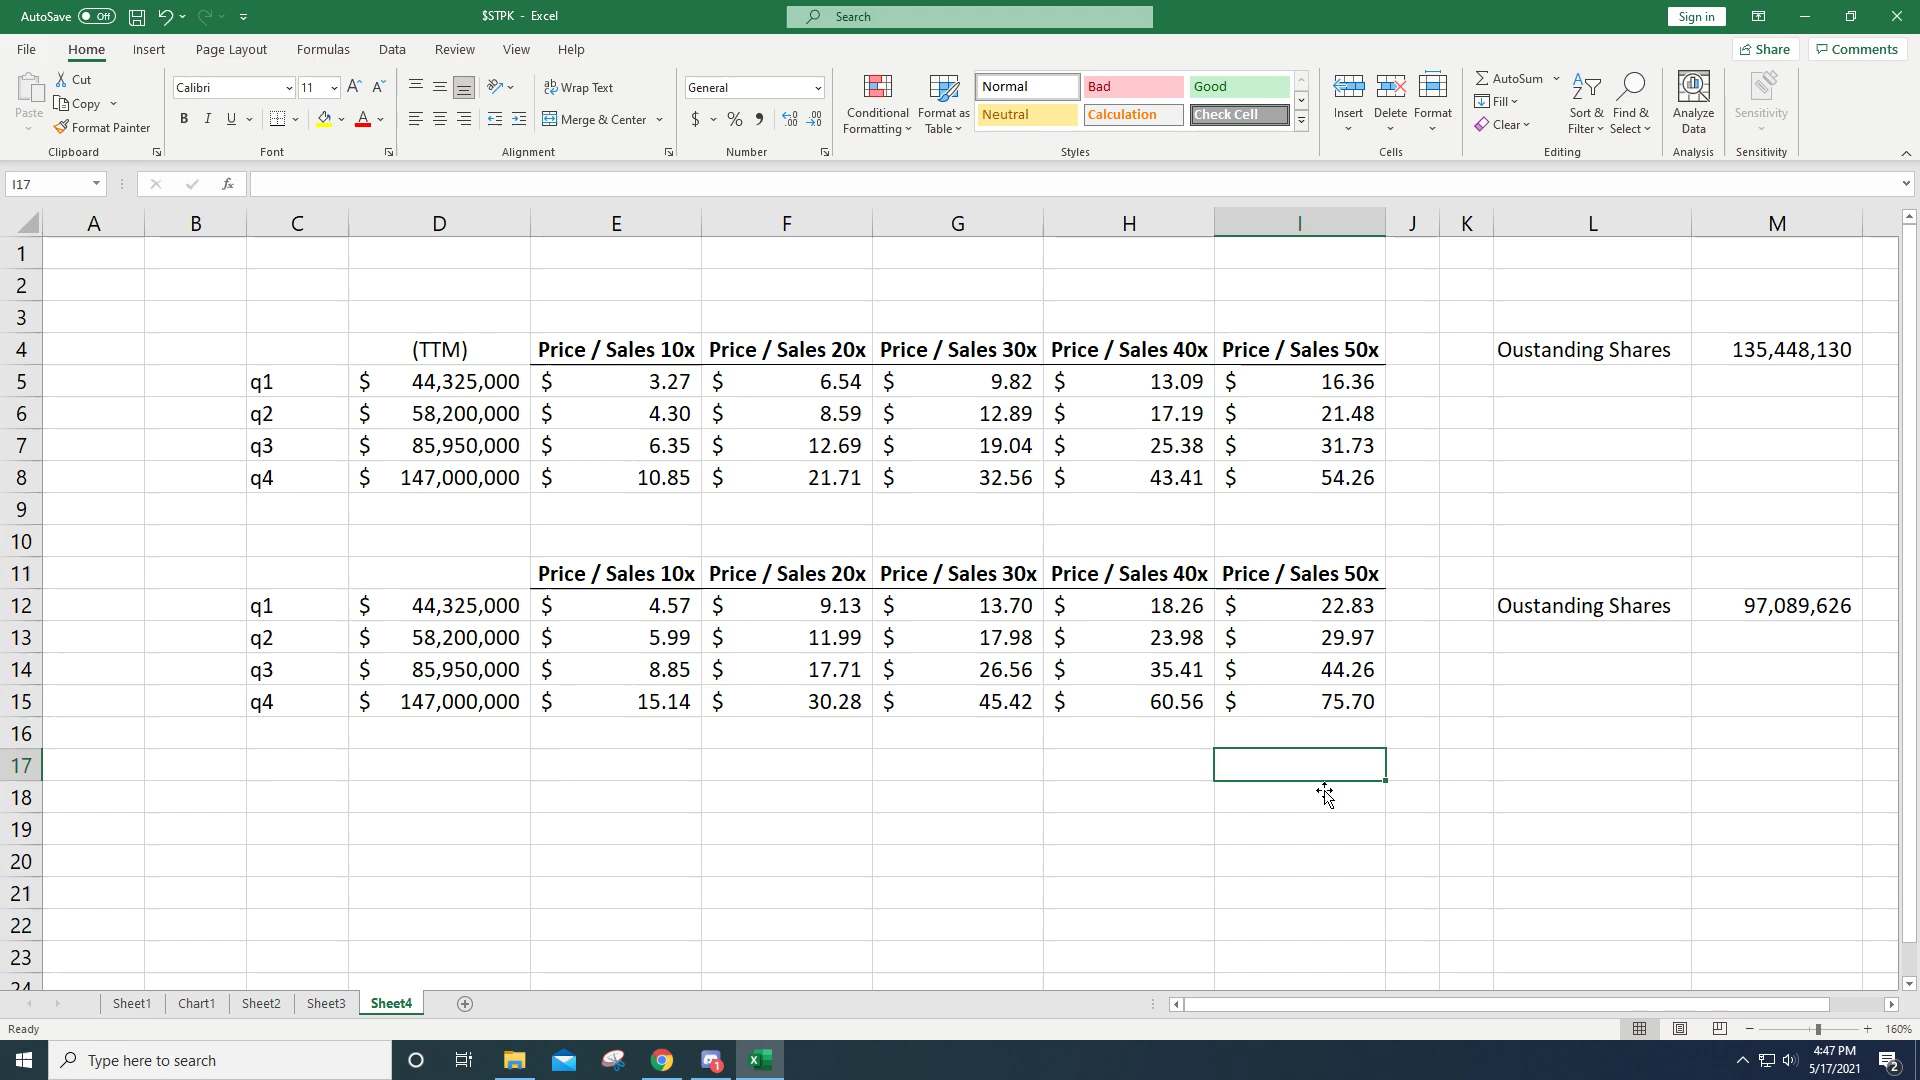 AutoSave Off $STPK - Excel Search Sign in
File Home Insert Page Layout Formulas Data Review View Help Share Comments
Paste Cut Copy Format Painter
Clipboard
Calibri 11
B I U A
Font
Wrap Text
Merge & Center
Alignment
General
$ % 9
Number
Conditional Formatting Format as Table
Normal Bad Good
Neutral Calculation Check Cell
Styles
Insert Delete Format
Cells
AutoSum
Fill
Clear
Sort & Filter Find & Select
Editing
Analyze Data
Analysis
Sensitivity
Sensitivity
I17 fx
A B C D E F G H I J K L M
1
2
3
4 (TTM) Price / Sales 10x Price / Sales 20x Price / Sales 30x Price / Sales 40x Price / Sales 50x Oustanding Shares 135,448,130
5 q1 $ 44,325,000 $ 3.27 $ 6.54 $ 9.82 $ 13.09 $ 16.36
6 q2 $ 58,200,000 $ 4.30 $ 8.59 $ 12.89 $ 17.19 $ 21.48
7 q3 $ 85,950,000 $ 6.35 $ 12.69 $ 19.04 $ 25.38 $ 31.73
8 q4 $ 147,000,000 $ 10.85 $ 21.71 $ 32.56 $ 43.41 $ 54.26
9
10
11 Price / Sales 10x Price / Sales 20x Price / Sales 30x Price / Sales 40x Price / Sales 50x
12 q1 $ 44,325,000 $ 4.57 $ 9.13 $ 13.70 $ 18.26 $ 22.83 Oustanding Shares 97,089,626
13 q2 $ 58,200,000 $ 5.99 $ 11.99 $ 17.98 $ 23.98 $ 29.97
14 q3 $ 85,950,000 $ 8.85 $ 17.71 $ 26.56 $ 35.41 $ 44.26
15 q4 $ 147,000,000 $ 15.14 $ 30.28 $ 45.42 $ 60.56 $ 75.70
16
17
18
19
20
21
22
23
24
Sheet1 Chart1 Sheet2 Sheet3 Sheet4
Ready 160%
Type here to search 1 4:47 PM
5/17/2021 2